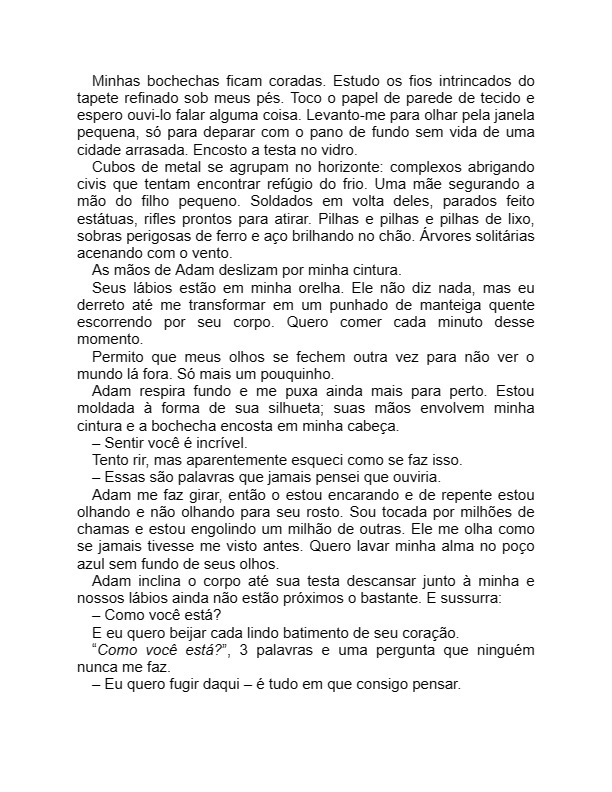 Minhas bochechas ficam coradas. Estudo os fios intrincados do
tapete refinado sob meus pés. Toco o papel de parede de tecido e
espero ouvi-lo falar alguma coisa. Levanto-me para olhar pela janela
pequena, só para deparar com o pano de fundo sem vida de uma
cidade arrasada. Encosto a testa no vidro.
Cubos de metal se agrupam no horizonte: complexos abrigando
civis que tentam encontrar refúgio do frio. Uma mãe segurando a
mão do filho pequeno. Soldados em volta deles, parados feito
estátuas, rifles prontos para atirar. Pilhas e pilhas e pilhas de lixo,
sobras perigosas de ferro e aço brilhando no chão. Árvores solitárias
acenando com o vento.
As mãos de Adam deslizam por minha cintura.
Seus lábios estão em minha orelha. Ele não diz nada, mas eu
derreto até me transformar em um punhado de manteiga quente
escorrendo por seu corpo. Quero comer cada minuto desse
momento.
Permito que meus olhos se fechem outra vez para não ver o
mundo lá fora. Só mais um pouquinho.
Adam respira fundo e me puxa ainda mais para perto. Estou
moldada à forma de sua silhueta; suas mãos envolvem minha
cintura e a bochecha encosta em minha cabeça.
– Sentir você é incrível.
Tento rir, mas aparentemente esqueci como se faz isso.
– Essas são palavras que jamais pensei que ouviria.
Adam me faz girar, então o estou encarando e de repente estou
olhando e não olhando para seu rosto. Sou tocada por milhões de
chamas e estou engolindo um milhão de outras. Ele me olha como
se jamais tivesse me visto antes. Quero lavar minha alma no poço
azul sem fundo de seus olhos.
Adam inclina o corpo até sua testa descansar junto à minha e
nossos lábios ainda não estão próximos o bastante. E sussurra:
– Como você está?
E eu quero beijar cada lindo batimento de seu coração.
“Como você está?”, 3 palavras e uma pergunta que ninguém
nunca me faz.
– Eu quero fugir daqui – é tudo em que consigo pensar.